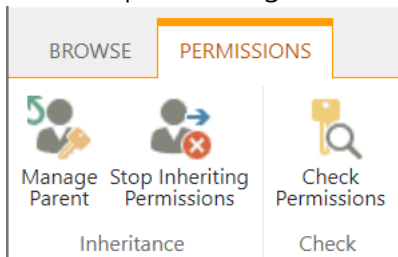 BROWSE PERMISSIONS
Manage Parent
Stop Inheriting Permissions
Check Permissions
Inheritance
Check